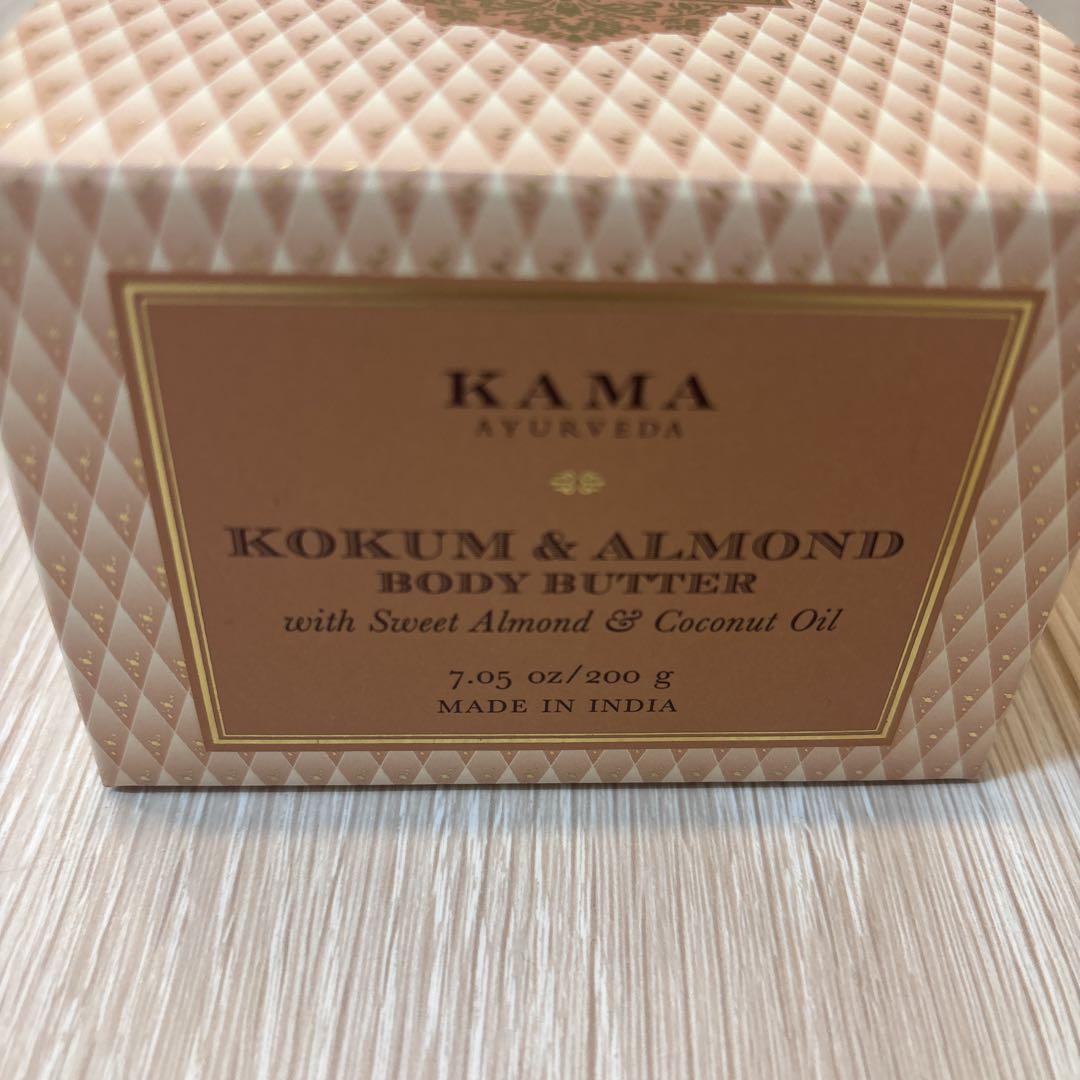 KAMA
AYURVEDA
KOKUM & ALMOND
BODY BUTTER
with Sweet Almond & Coconut Oil
7.05 oz/200 g
MADE IN INDIA